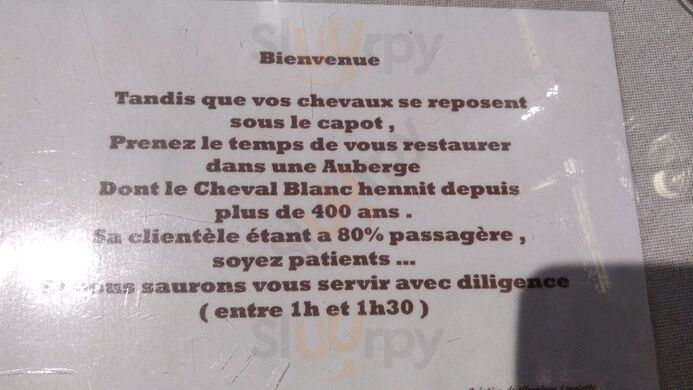 Slurpy
Bienvenue
Tandis que vos chevaux se reposent
sous le capot ,
Prenez le temps de vous restaurer
dans une Auberge
Dont le Cheval Blanc hennit depuis
plus de 400 ans .
Sa clientèle étant a 80% passagère ,
soyez patients ...
saurons vous servir avec diligence
( entre 1h et 1h30 )
Slurpy